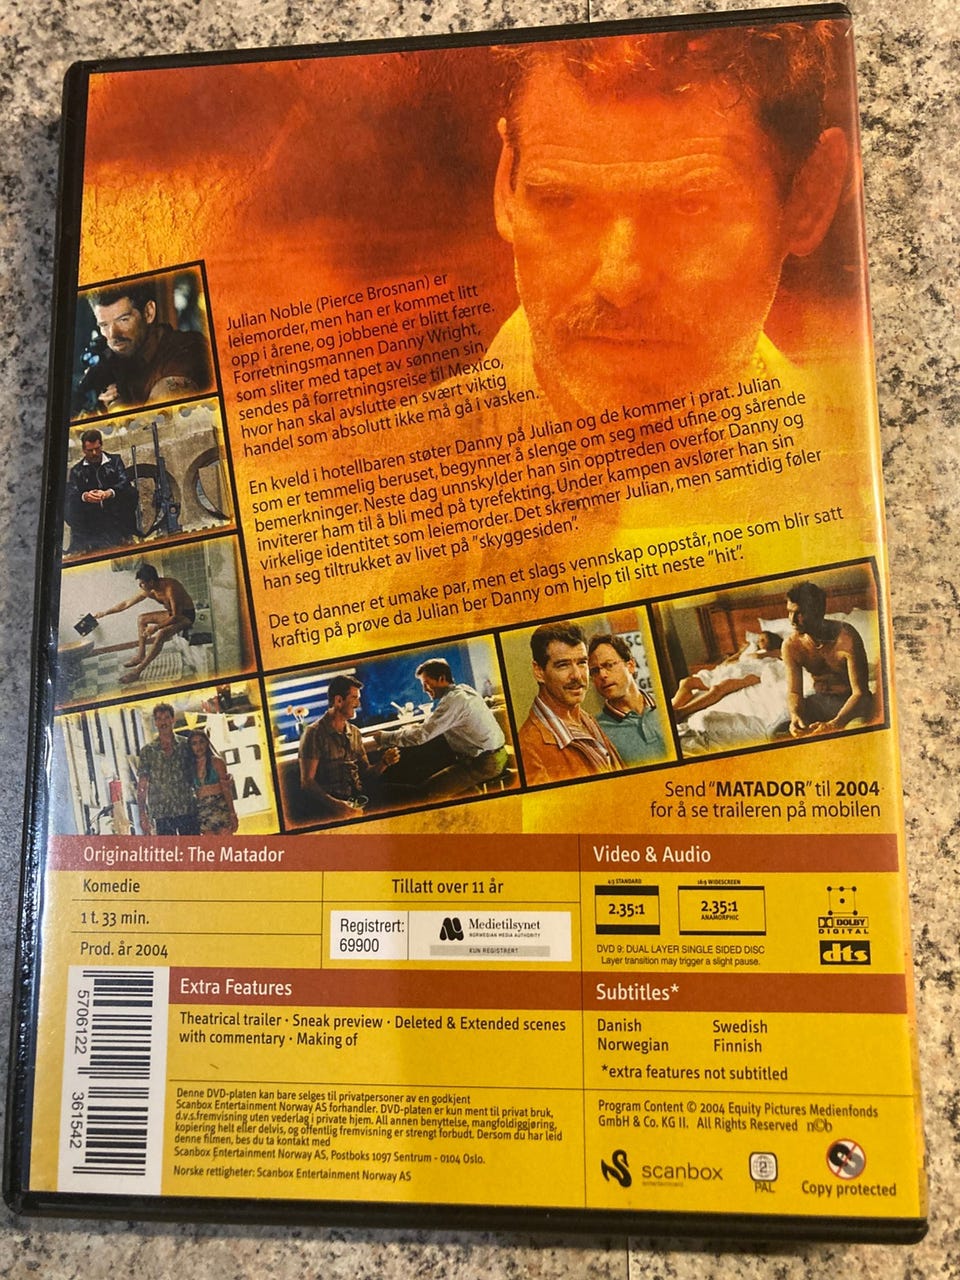 Julian Noble (Pierce Brosnan) er
leiemorder, men han er kommet litt
opp i årene, og jobbene er blitt færre.
Forretningsmannen Danny Wright,
som sliter med tapet av sønnen sin,
sendes på forretningsreise til Mexico,
hvor han skal avslutte en svært viktig
handel som absolutt ikke må gå i vasken.
En kveld i hotellbaren støter Danny på Julian og de kommer i prat. Julian
som er temmelig beruset, begynner å slenge om seg med ufine og sårende
bemerkninger. Neste dag unnskylder han sin opptreden overfor Danny og
inviterer ham til å bli med på tyrefekting. Under kampen avslører han sin
virkelige identitet som leiemorder. Det skremmer Julian, men samtidig føler
han seg tiltrukket av livet på "skyggesiden".
De to danner et umake par, men et slags vennskap oppstår, noe som blir satt
kraftig på prøve da Julian ber Danny om hjelp til sitt neste "hit".
Send "MATADOR" til 2004
for å se traileren på mobilen
Originaltittel: The Matador
Komedie
Tillatt over 11 år
1 t. 33 min.
Prod. år 2004
Registrert:
69900
Medietilsynet
NORWEGIAN MEDIA AUTHORITY
KUN REGISTRERT
Video & Audio
4:3 STANDARD
2.35:1
16:9 WIDESCREEN
2.35:1
ANAMORPHIC
DOLBY
DIGITAL
dts
DVD 9: DUAL LAYER SINGLE SIDED DISC
Layer transition may trigger a slight pause.
Extra Features
Theatrical trailer · Sneak preview · Deleted & Extended scenes
with commentary · Making of
Subtitles*
Danish Swedish
Norwegian Finnish
*extra features not subtitled
5706122 361542
Denne DVD-platen kan bare selges til privatpersoner av en godkjent
Scanbox Entertainment Norway AS forhandler. DVD-platen er kun ment til privat bruk,
d.v.s.fremvisning uten vederlag i private hjem. All annen benyttelse, mangfoldiggjøring,
kopiering helt eller delvis, og offentlig fremvisning er strengt forbudt. Dersom du har leid
denne filmen, bes du ta kontakt med
Scanbox Entertainment Norway AS, Postboks 1097 Sentrum - 0104 Oslo.
Norske rettigheter: Scanbox Entertainment Norway AS
Program Content © 2004 Equity Pictures Medienfonds
GmbH & Co. KG II. All Rights Reserved n©b
scanbox
entertainment
2
PAL
Copy protected